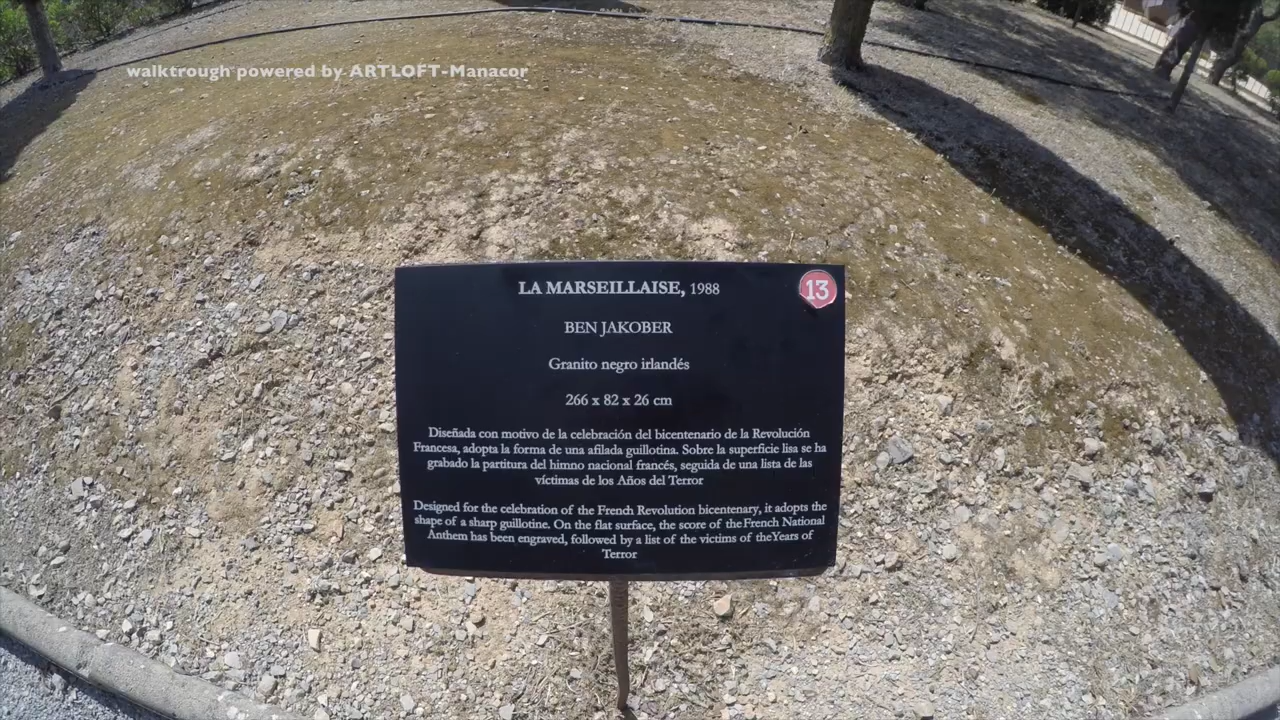 walktrough powered by ARTLOFT-Manacor
LA MARSEILLAISE, 1988
13
BEN JAKOBER
Granito negro irlandés
266 x 82 x 26 cm
Diseñada con motivo de la celebración del bicentenario de la Revolución
Francesa, adopta la forma de una afilada guillotina. Sobre la superficie lisa se ha
grabado la partitura del himno nacional francés, seguida de una lista de las
víctimas de los Años del Terror
Designed for the celebration of the French Revolution bicentenary, it adopts the
shape of a sharp guillotine. On the flat surface, the score of the French National
Anthem has been engraved, followed by a list of the victims of the Years of
Terror